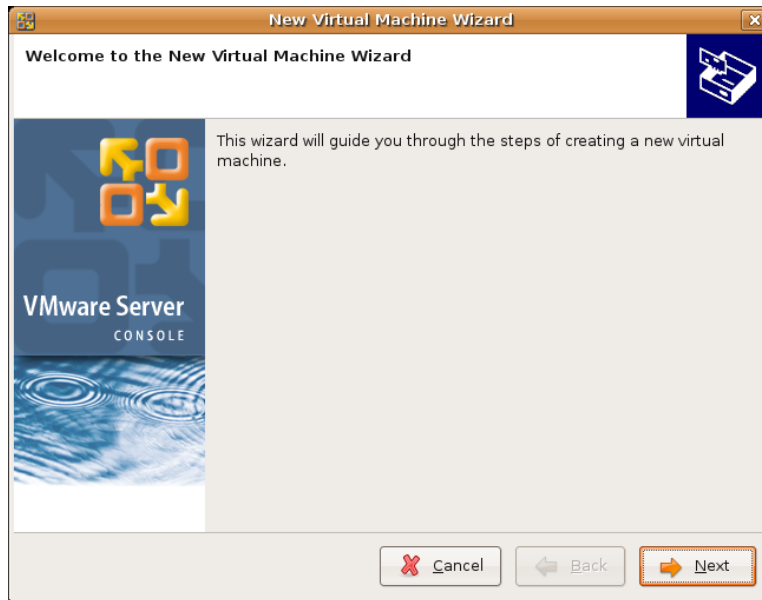 New Virtual Machine Wizard
Welcome to the New Virtual Machine Wizard
This wizard will guide you through the steps of creating a new virtual
machine.
VMware Server
CONSOLE
Cancel
Back
Next